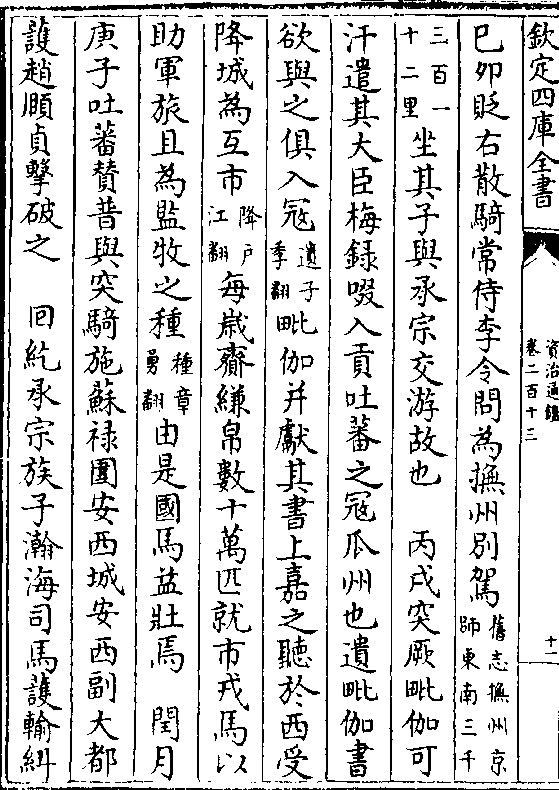 欽定四庫全書
資治通鑑
卷二百十三
十一
己卯貶右散騎常侍李令問為撫州別駕舊志撫州京師東南三千
三百一十二里坐其子與承宗交游故也　丙戌突厥毗伽可
汗遣其大臣梅録啜入貢吐蕃之冦瓜州也遺毗伽書
欲與之俱入冦遺于季翻毗伽并獻其書上嘉之聽於西受
降城為互市降户江翻每歲齎縑帛數十萬匹就市戎馬以
助軍旅且為監牧之種種章勇翻由是國馬益壯焉　閏月
庚子吐蕃贊普與突騎施蘇禄圍安西城安西副大都
護趙頤貞擊破之　回紇承宗族子瀚海司馬護輸糾